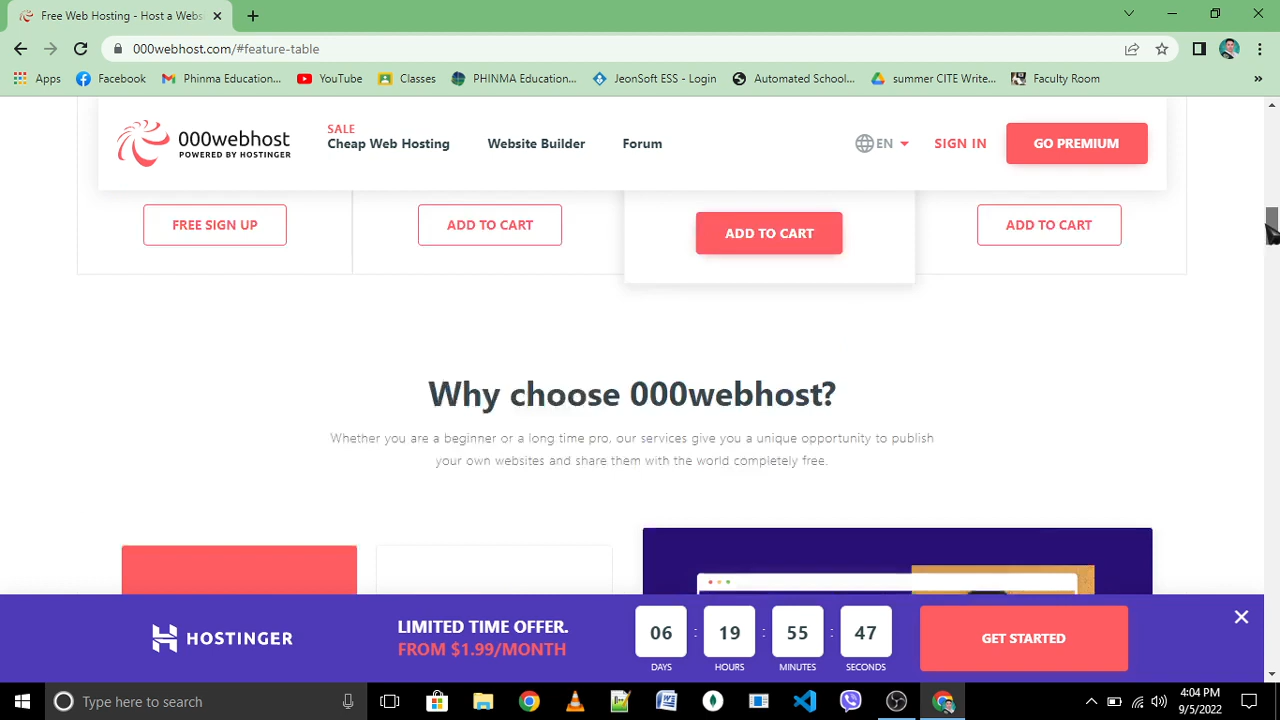 Free Web Hosting - Host a Webs
000webhost.com/#feature-table
Apps
Facebook
Phinma Education...
YouTube
Classes
PHINMA Education...
JeonSoft ESS - Login
Automated School...
summer CITE Write...
Faculty Room
»
000webhost
POWERED BY HOSTINGER
SALE
Cheap Web Hosting
Website Builder
Forum
EN
SIGN IN
GO PREMIUM
FREE SIGN UP
ADD TO CART
ADD TO CART
ADD TO CART
Why choose 000webhost?
Whether you are a beginner or a long time pro, our services give you a unique opportunity to publish
your own websites and share them with the world completely free.
HOSTINGER
LIMITED TIME OFFER.
FROM $1.99/MONTH
06 : 19 : 55 : 47
DAYS HOURS MINUTES SECONDS
GET STARTED
Type here to search
4:04 PM
9/5/2022